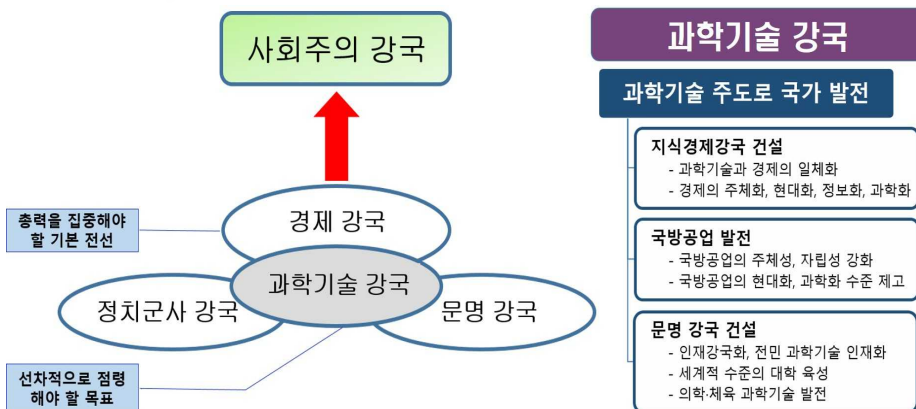 사회주의 강국
경제 강국
총력을 집중해야
할 기본 전선
과학기술 강국
정치군사 강국
문명 강국
선차적으로 점령
해야 할 목표
과학기술 강국
과학기술 주도로 국가 발전
지식경제강국 건설
- 과학기술과 경제의 일체화
- 경제의 주체화, 현대화, 정보화, 과학화
국방공업 발전
- 국방공업의 주체성, 자립성 강화
- 국방공업의 현대화, 과학화 수준 제고
문명 강국 건설
- 인재강국화, 전민 과학기술 인재화
- 세계적 수준의 대학 육성
- 의학·체육 과학기술 발전